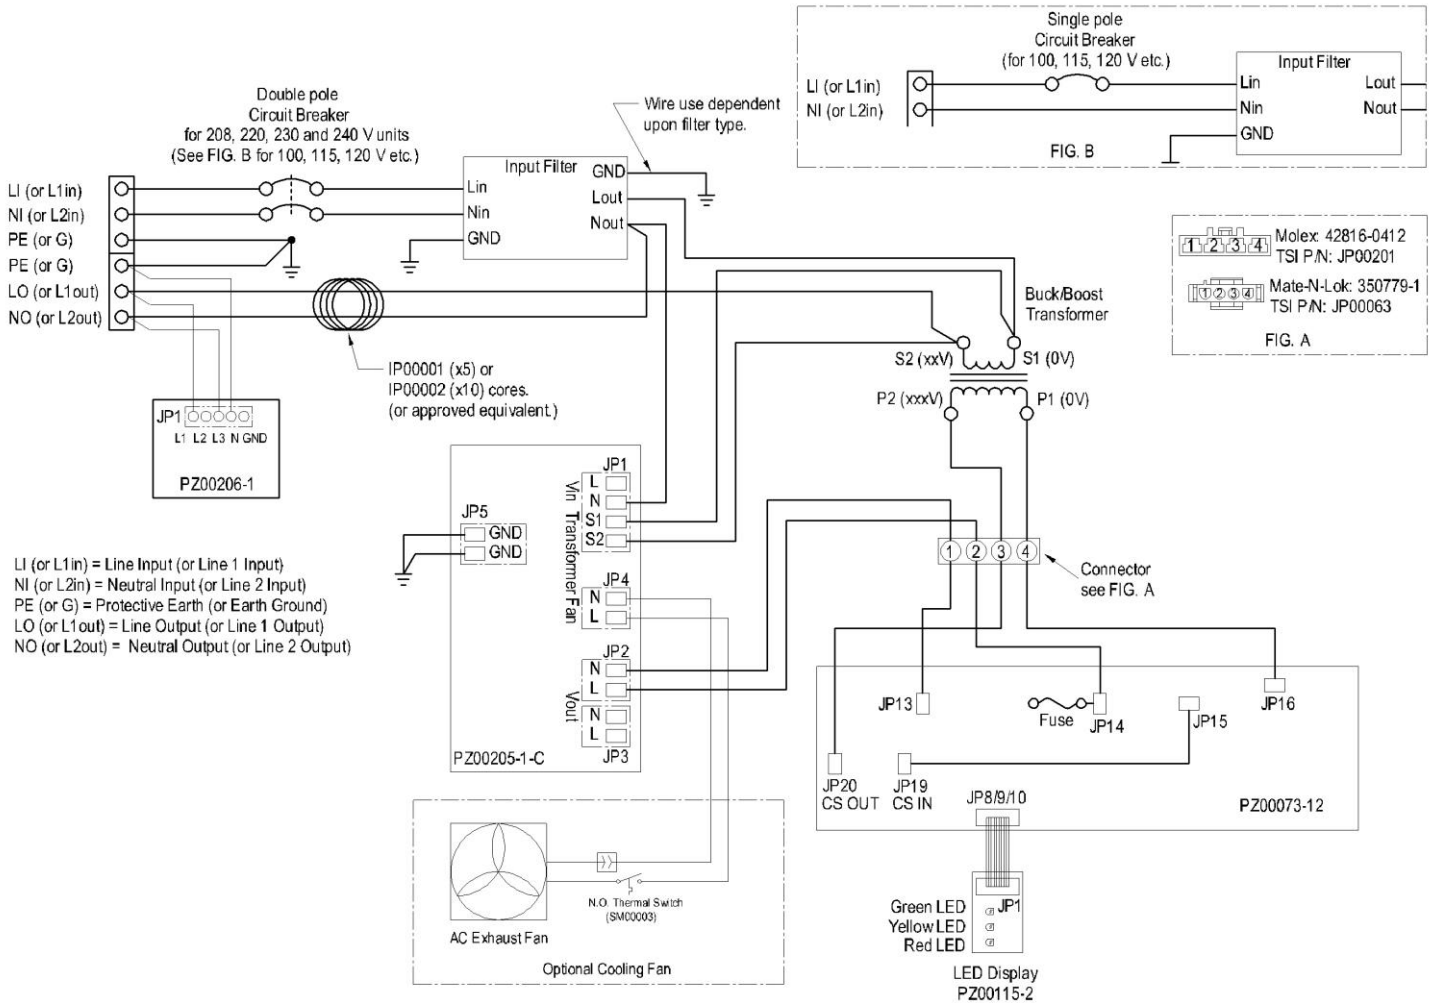 Double pole
Circuit Breaker
for 208, 220, 230 and 240 V units
(See FIG. B for 100, 115, 120 V etc.)
LI (or L1in)
NI (or L2in)
PE (or G)
PE (or G)
LO (or L1out)
NO (or L2out)
Input Filter
Lin
Nin
GND
GND
Lout
Nout
Wire use dependent
upon filter type.
Single pole
Circuit Breaker
(for 100, 115, 120 V etc.)
LI (or L1in)
NI (or L2in)
Input Filter
Lin
Nin
GND
Lout
Nout
FIG. B
1 2 3 4
Molex: 42816-0412
TSI P/N: JP00201
1 2 3 4
Mate-N-Lok: 350779-1
TSI P/N: JP00063
FIG. A
Buck/Boost
Transformer
S2 (xxV)
S1 (0V)
P2 (xxxV)
P1 (0V)
IP00001 (x5) or
IP00002 (x10) cores.
(or approved equivalent.)
JP1
L1 L2 L3 N GND
PZ00206-1
JP5
GND
GND
JP1
L
N
S1
S2
Vin
Transformer
JP4
N
L
Fan
JP2
N
L
Vout
N
L
JP3
PZ00205-1-C
LI (or L1in) = Line Input (or Line 1 Input)
NI (or L2in) = Neutral Input (or Line 2 Input)
PE (or G) = Protective Earth (or Earth Ground)
LO (or L1out) = Line Output (or Line 1 Output)
NO (or L2out) = Neutral Output (or Line 2 Output)
1 2 3 4
Connector
see FIG. A
JP13
Fuse
JP14
JP15
JP16
JP20
CS OUT
JP19
CS IN
JP8/9/10
PZ00073-12
Green LED
Yellow LED
Red LED
JP1
LED Display
PZ00115-2
N.O. Thermal Switch
(SM00003)
AC Exhaust Fan
Optional Cooling Fan